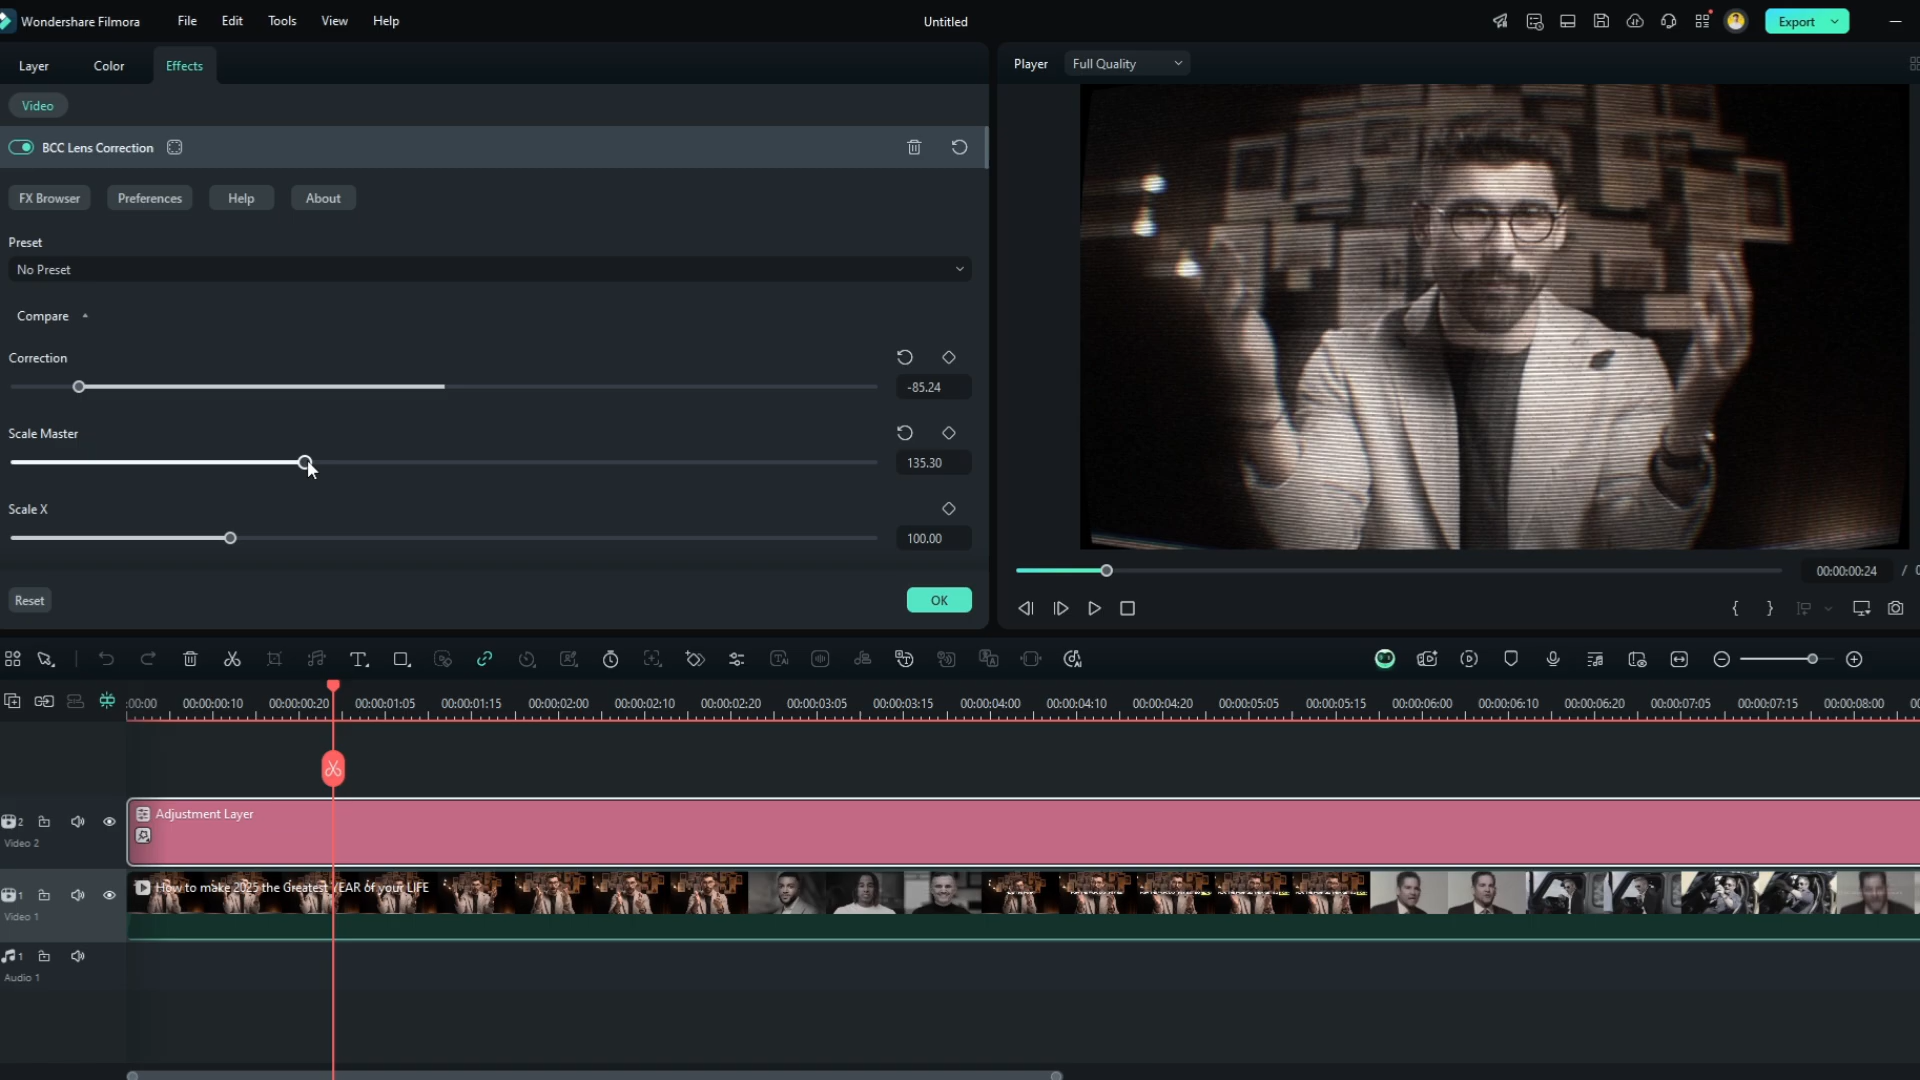 Wondershare Filmora
File
Edit
Tools
View
Help
Untitled
Export
Layer
Color
Effects
Player
Full Quality
Video
BCC Lens Correction
FX Browser
Preferences
Help
About
Preset
No Preset
Compare
Correction
-85.24
Scale Master
135.30
Scale X
100.00
Reset
OK
00:00:00:24
/
:00:00
00:00:00:10
00:00:00:20
00:00:01:05
00:00:01:15
00:00:02:00
00:00:02:10
00:00:02:20
00:00:03:05
00:00:03:15
00:00:04:00
00:00:04:10
00:00:04:20
00:00:05:05
00:00:05:15
00:00:06:00
00:00:06:10
00:00:06:20
00:00:07:05
00:00:07:15
00:00:08:00
2
Adjustment Layer
Video 2
1
How to make 2025 the Greatest YEAR of your LIFE
Video 1
1
Audio 1